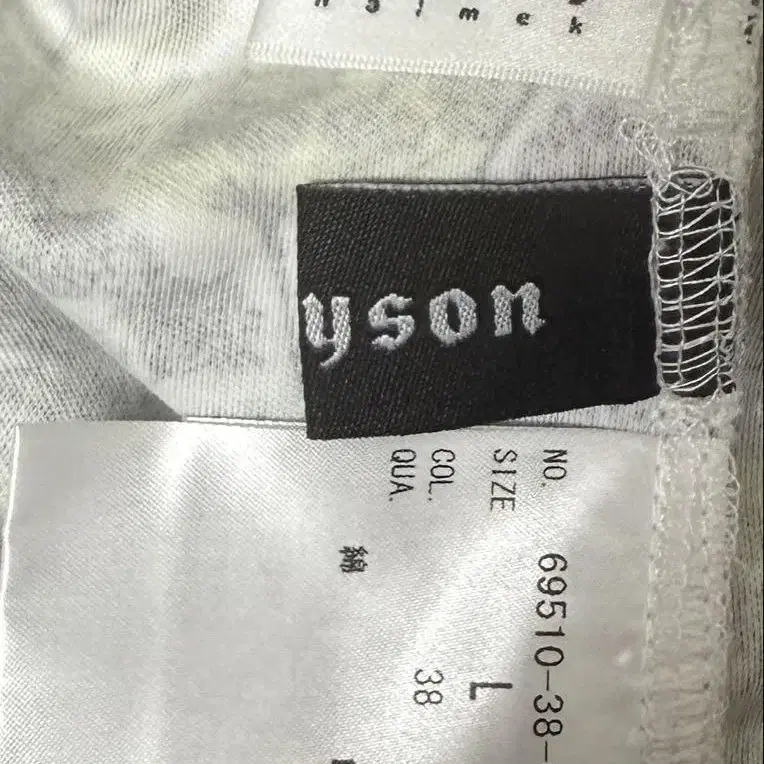 yson
NO. 69510-38-
SIZE L
COL. 38
QUA.
綿